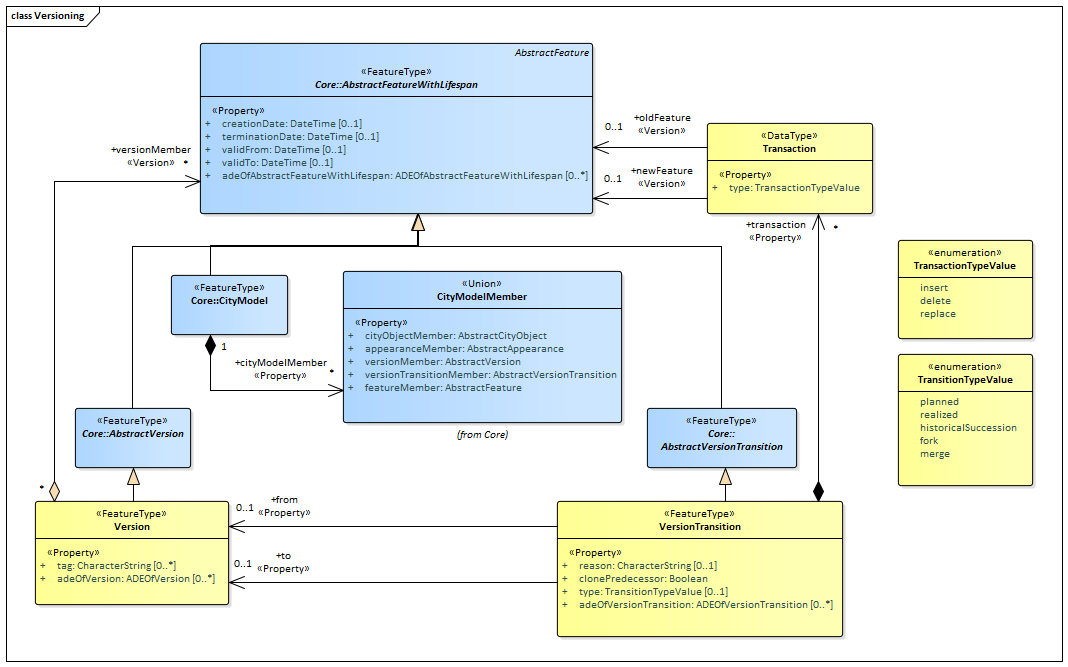 class Versioning
AbstractFeature
«FeatureType»
Core::AbstractFeatureWithLifespan
«Property»
+ creationDate: DateTime [0..1]
+ terminationDate: DateTime [0..1]
+ validFrom: DateTime [0..1]
+ validTo: DateTime [0..1]
+ adeOfAbstractFeatureWithLifespan: ADEOfAbstractFeatureWithLifespan [0..*]
+oldFeature
0..1 «Version»
+newFeature
0..1 «Version»
«DataType»
Transaction
«Property»
+ type: TransactionTypeValue
+versionMember
«Version» *
+transaction *
«Property»
«enumeration»
TransactionTypeValue
insert
delete
replace
«FeatureType»
Core::CityModel
1
+cityModelMember *
«Property»
«Union»
CityModelMember
«Property»
+ cityObjectMember: AbstractCityObject
+ appearanceMember: AbstractAppearance
+ versionMember: AbstractVersion
+ versionTransitionMember: AbstractVersionTransition
+ featureMember: AbstractFeature
(from Core)
«enumeration»
TransitionTypeValue
planned
realized
historicalSuccession
fork
merge
«FeatureType»
Core::AbstractVersion
«FeatureType»
Core::
AbstractVersionTransition
*
«FeatureType»
Version
«Property»
+ tag: CharacterString [0..*]
+ adeOfVersion: ADEOfVersion [0..*]
+from
0..1 «Property»
+to
0..1 «Property»
«FeatureType»
VersionTransition
«Property»
+ reason: CharacterString [0..1]
+ clonePredecessor: Boolean
+ type: TransitionTypeValue [0..1]
+ adeOfVersionTransition: ADEOfVersionTransition [0..*]